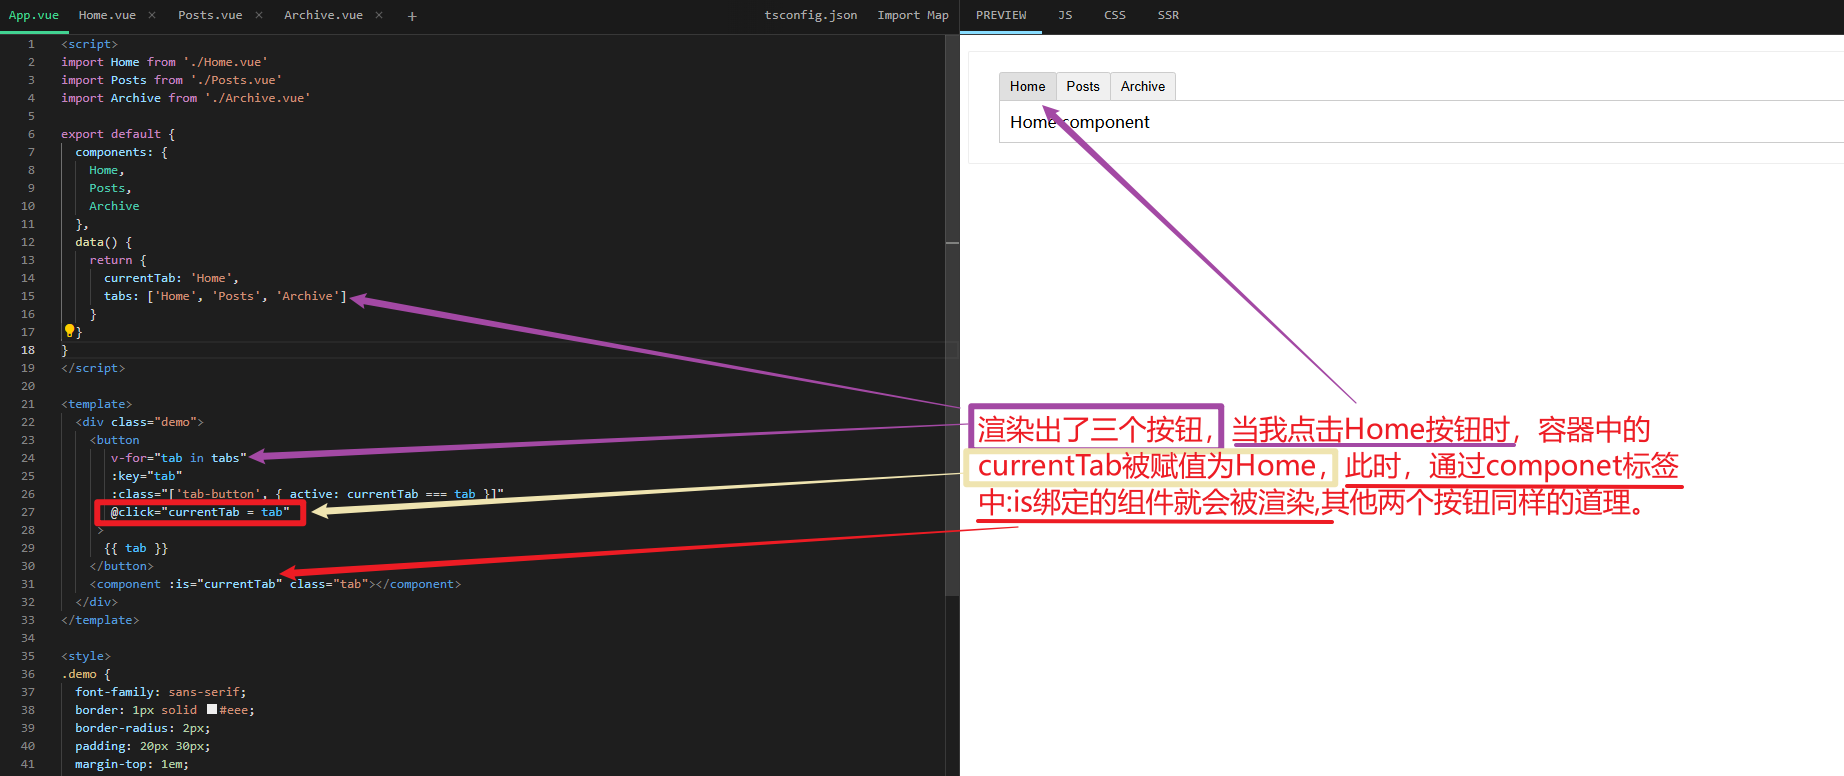 App.vue Home.vue × Posts.vue × Archive.vue × + tsconfig.json Import Map
PREVIEW JS CSS SSR
1 <script>
2 import Home from './Home.vue'
3 import Posts from './Posts.vue'
4 import Archive from './Archive.vue'
5
6 export default {
7 components: {
8 Home,
9 Posts,
10 Archive
11 },
12 data() {
13 return {
14 currentTab: 'Home',
15 tabs: ['Home', 'Posts', 'Archive']
16 }
17 }
18 }
19 </script>
20
21 <template>
22 <div class="demo">
23 <button
24 v-for="tab in tabs"
25 :key="tab"
26 :class="['tab-button', { active: currentTab === tab }]"
27 @click="currentTab = tab"
28 >
29 {{ tab }}
30 </button>
31 <component :is="currentTab" class="tab"></component>
32 </div>
33 </template>
34
35 <style>
36 .demo {
37 font-family: sans-serif;
38 border: 1px solid #eee;
39 border-radius: 2px;
40 padding: 20px 30px;
41 margin-top: 1em;
Home Posts Archive
Home component
渲染出了三个按钮，当我点击Home按钮时，容器中的
currentTab被赋值为Home，此时，通过componet标签
中:is绑定的组件就会被渲染,其他两个按钮同样的道理。